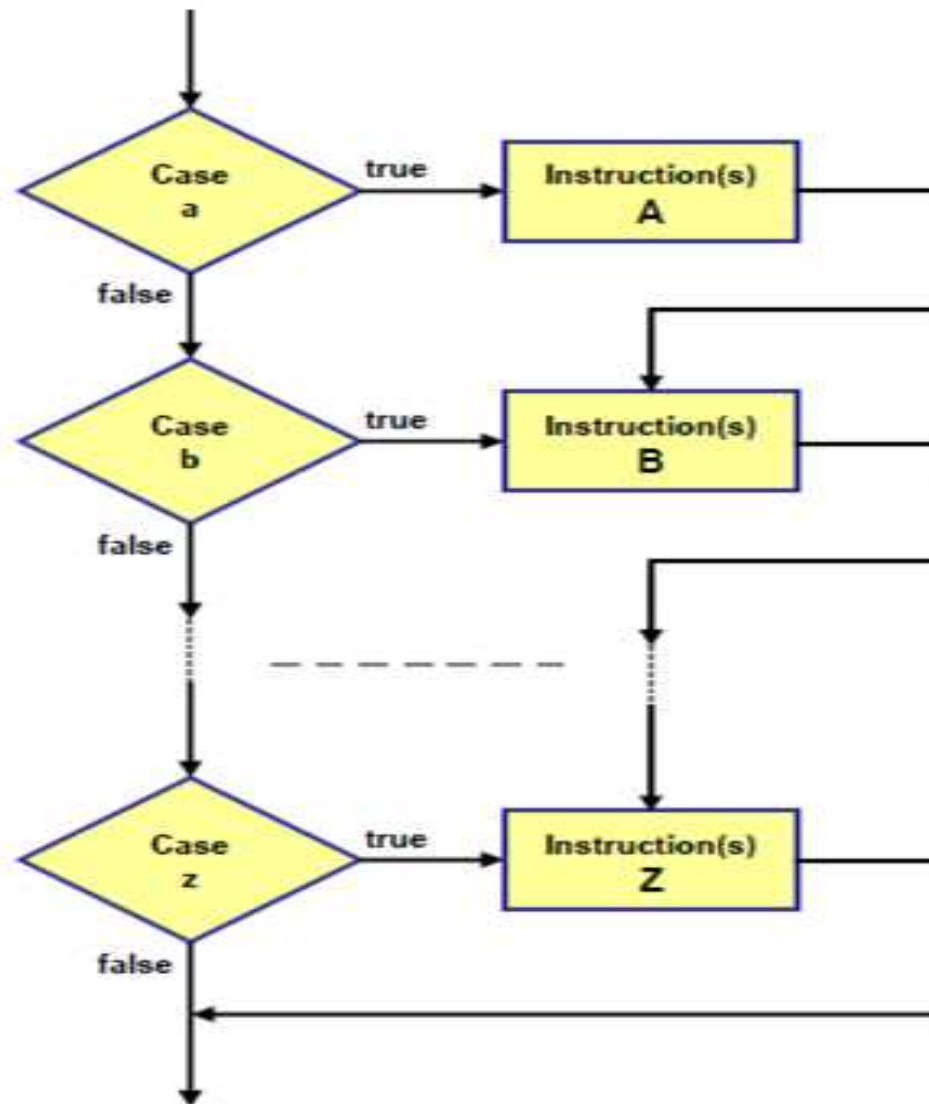 Case
a
true
Instruction(s)
A
false
Case
b
true
Instruction(s)
B
false
Case
z
true
Instruction(s)
Z
false